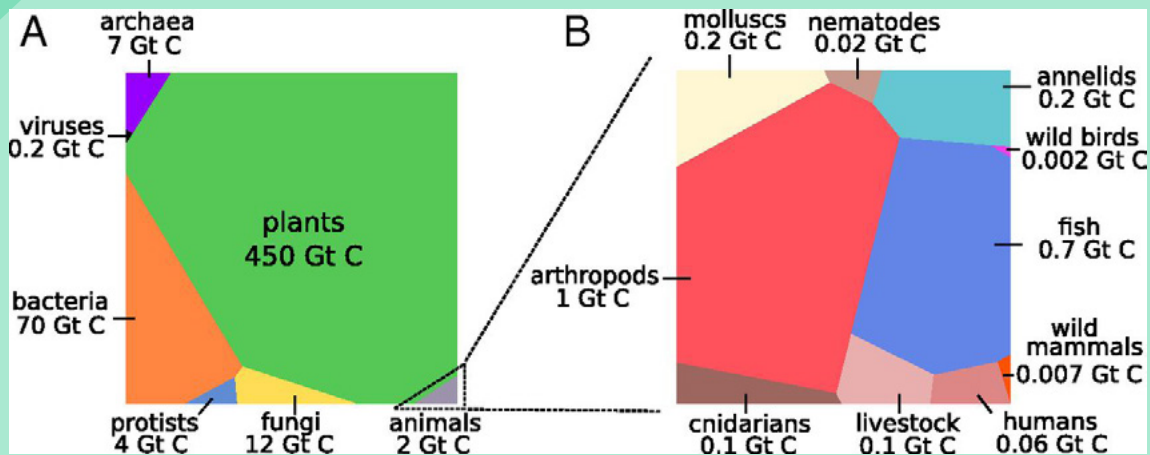 A
archaea
7 Gt C
viruses
0.2 Gt C
plants
450 Gt C
bacteria
70 Gt C
protists
4 Gt C
fungi
12 Gt C
animals
2 Gt C
B
molluscs
0.2 Gt C
nematodes
0.02 Gt C
annelids
0.2 Gt C
wild birds
0.002 Gt C
fish
0.7 Gt C
arthropods
1 Gt C
wild
mammals
0.007 Gt C
cnidarians
0.1 Gt C
livestock
0.1 Gt C
humans
0.06 Gt C